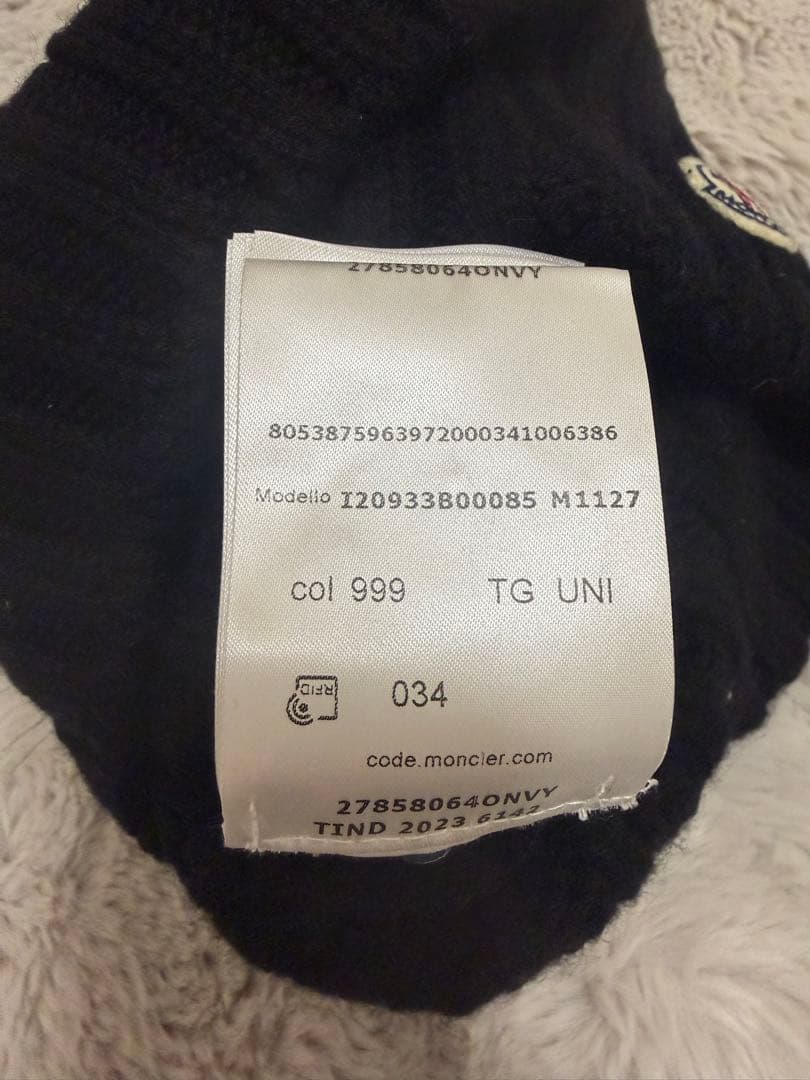 27858064ONVY
8053875963972000341006386
Modello I20933B00085 M1127
col 999 TG UNI
RFID
034
code.moncler.com
27858064ONVY
TIND 2023 6142